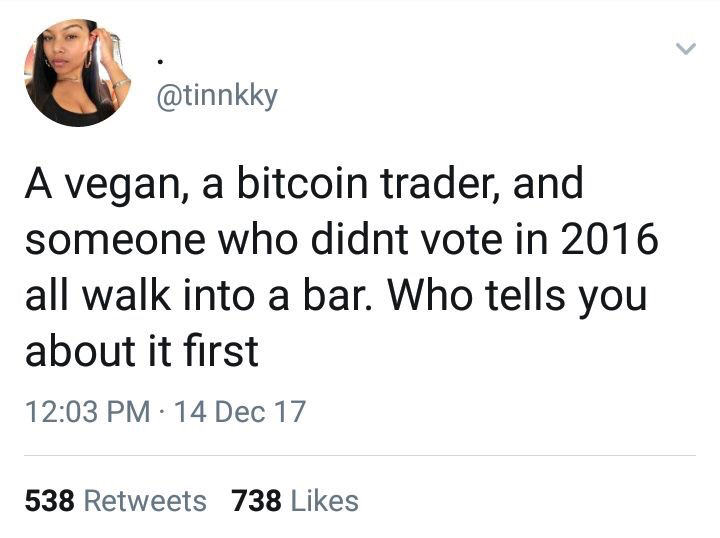 .
@tinnkky
A vegan, a bitcoin trader, and
someone who didnt vote in 2016
all walk into a bar. Who tells you
about it first
12:03 PM · 14 Dec 17
538 Retweets 738 Likes